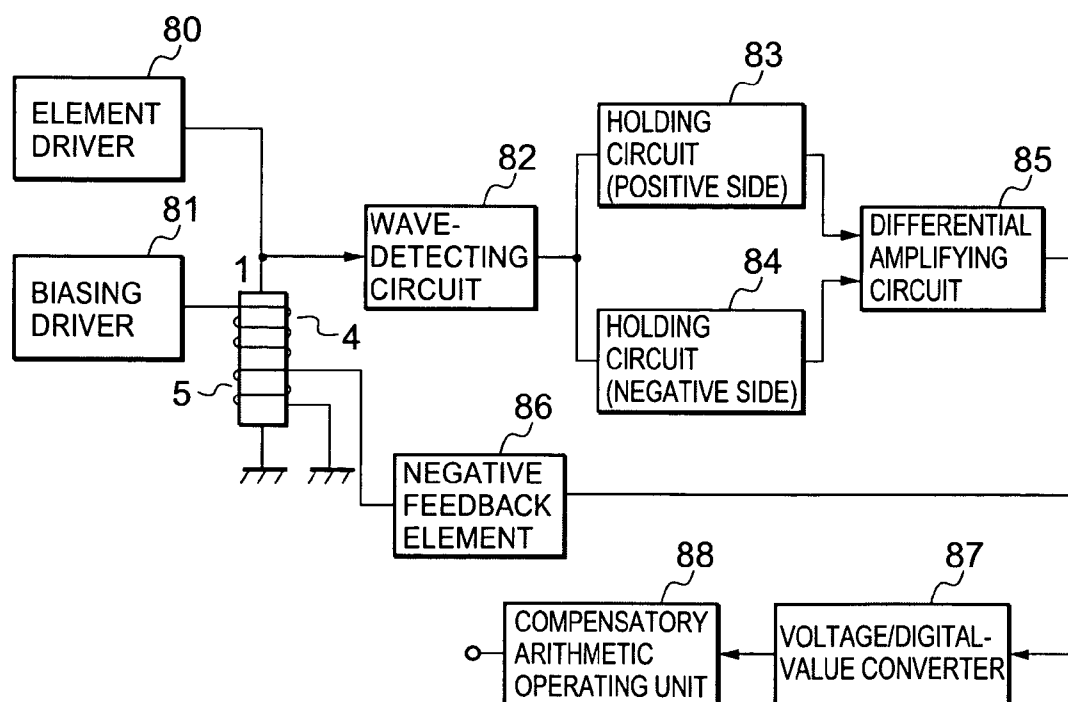 80
ELEMENT
DRIVER
81
BIASING
DRIVER
1
4
5
82
WAVE-
DETECTING
CIRCUIT
83
HOLDING
CIRCUIT
(POSITIVE SIDE)
84
HOLDING
CIRCUIT
(NEGATIVE SIDE)
85
DIFFERENTIAL
AMPLIFYING
CIRCUIT
86
NEGATIVE
FEEDBACK
ELEMENT
88
COMPENSATORY
ARITHMETIC
OPERATING UNIT
87
VOLTAGE/DIGITAL-
VALUE CONVERTER